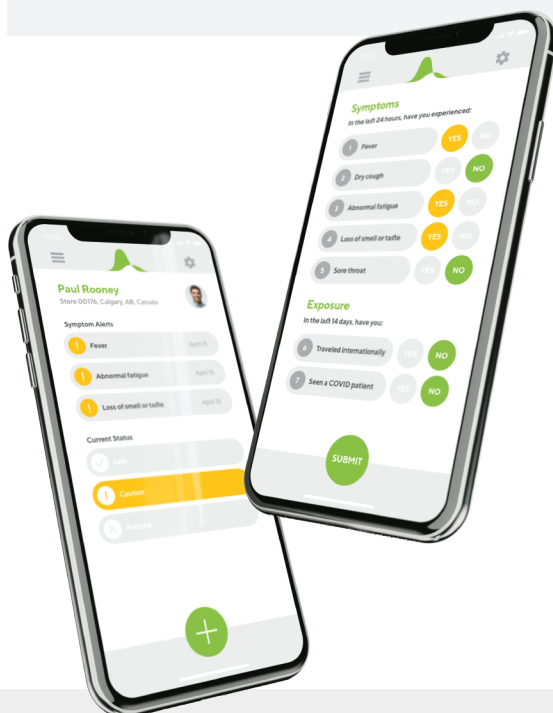 Symptoms
In the last 24 hours, have you experienced:
1 Fever YES NO
2 Dry cough YES NO
3 Abnormal fatigue YES NO
4 Loss of smell or taste YES NO
5 Sore throat YES NO
Exposure
In the last 14 days, have you:
6 Traveled internationally YES NO
7 Seen a COVID patient YES NO
SUBMIT
Paul Rooney
Store 00176, Calgary, AB, Canada
Symptom Alerts
! Fever April 15
! Abnormal fatigue April 15
! Loss of smell or taste April 15
Current Status
Safe
! Caution